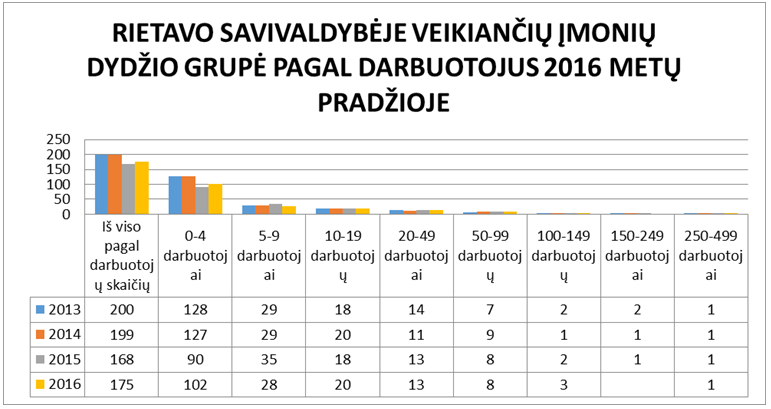 RIETAVO SAVIVALDYBĖJE VEIKIANČIŲ ĮMONIŲ
DYDŽIO GRUPĖ PAGAL DARBUOTOJUS 2016 METŲ
PRADŽIOJE
250
200
150
100
50
0
Iš viso
pagal
darbuotoj
ų skaičių
0-4
darbuotoj
ai
5-9
darbuotoj
ai
10-19
darbuotoj
ų
20-49
darbuotoj
ai
50-99
darbuotoj
ai
100-149
darbuotoj
ų
150-249
darbuotoj
ai
250-499
darbuotoj
ai
2013 200 128 29 18 14 7 2 2 1
2014 199 127 29 20 11 9 1 1 1
2015 168 90 35 18 13 8 2 1 1
2016 175 102 28 20 13 8 3 1